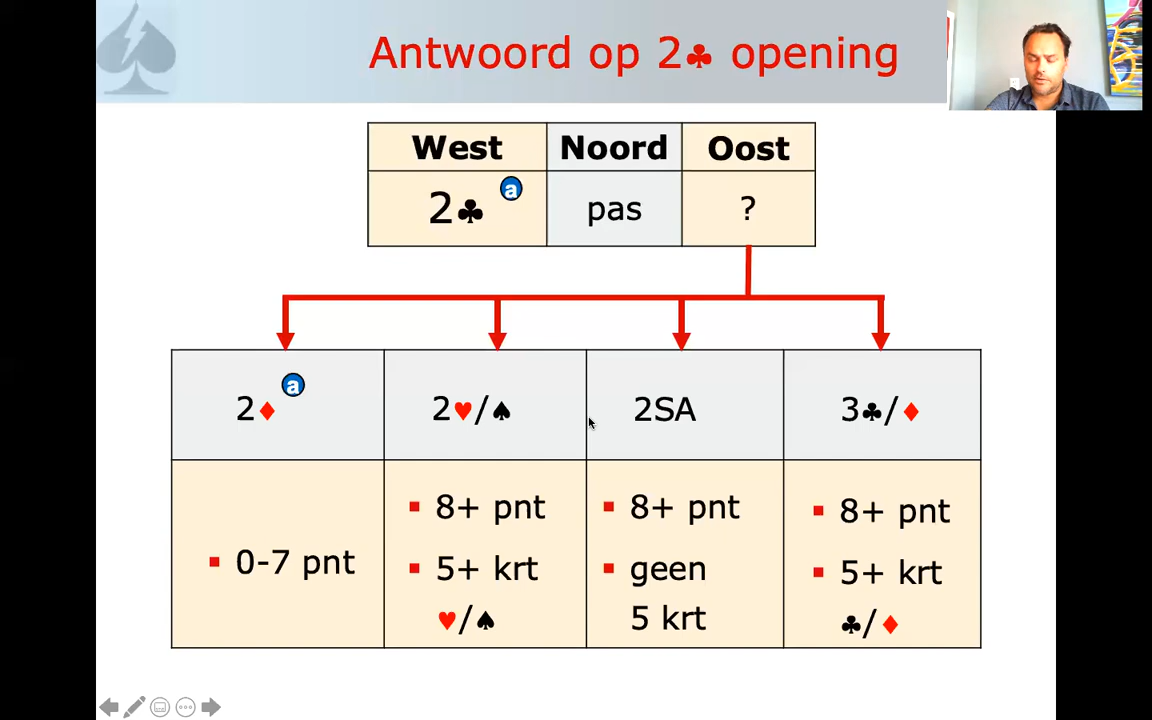 Antwoord op 2♣ opening
West Noord Oost
2♣ a pas ?
2♦ a 2♥/♠ 2SA 3♣/♦
0-7 pnt
8+ pnt
5+ krt
♥/♠
8+ pnt
geen
5 krt
8+ pnt
5+ krt
♣/♦